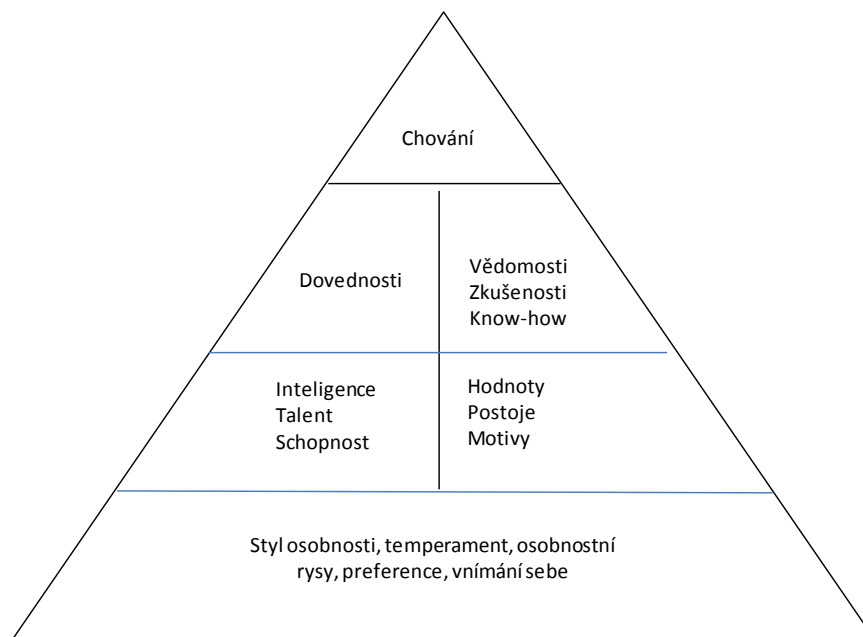 Chování
Dovednosti
Vědomosti
Zkušenosti
Know-how
Inteligence
Talent
Schopnost
Hodnoty
Postoje
Motivy
Styl osobnosti, temperament, osobnostní
rysy, preference, vnímání sebe